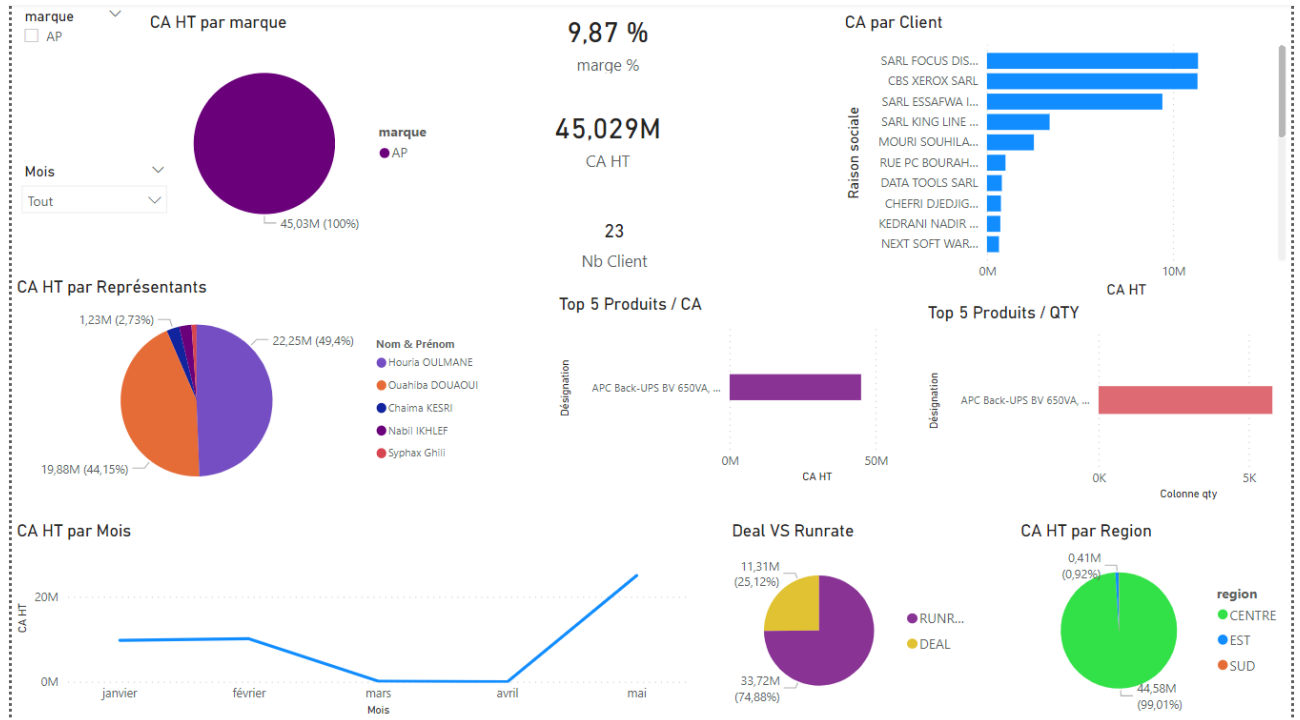 marque
AP
CA HT par marque
marque
AP
45,03M (100%)
Mois
Tout
9,87 %
marge %
45,029M
CA HT
23
Nb Client
CA par Client
Raison sociale
SARL FOCUS DIS...
CBS XEROX SARL
SARL ESSAFWA I...
SARL KING LINE ...
MOURI SOUHILA...
RUE PC BOURAH...
DATA TOOLS SARL
CHEFRI DJEDJIG...
KEDRANI NADIR ...
NEXT SOFT WAR...
0M
10M
CA HT
CA HT par Représentants
1,23M (2,73%)
22,25M (49,4%)
19,88M (44,15%)
Nom & Prénom
Houria OULMANE
Ouahiba DOUAOUI
Chaima KESRI
Nabil IKHLEF
Syphax Ghili
Top 5 Produits / CA
Désignation
APC Back-UPS BV 650VA, ...
0M
50M
CA HT
Top 5 Produits / QTY
Désignation
APC Back-UPS BV 650VA, ...
0K
5K
Colonne qty
CA HT par Mois
CA HT
20M
0M
janvier
février
mars
avril
mai
Mois
Deal VS Runrate
11,31M
(25,12%)
33,72M
(74,88%)
RUNR...
DEAL
CA HT par Region
0,41M
(0,92%)
44,58M
(99,01%)
region
CENTRE
EST
SUD